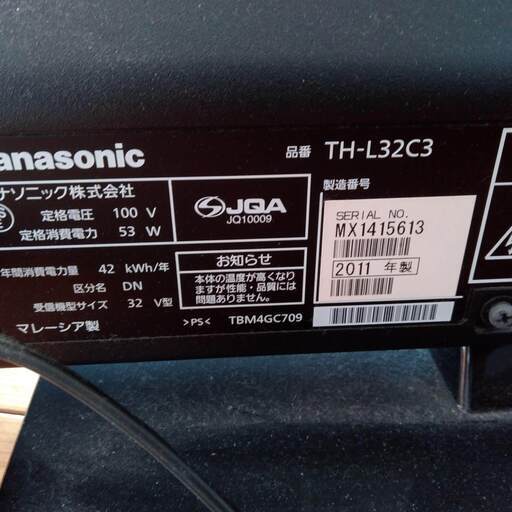 anasonic
品番 TH-L32C3
ナソニック株式会社
定格電圧 100 V
定格消費電力 53 W
年間消費電力量 42 kWh/年
区分名 DN
受信機型サイズ 32 V型
マレーシア製
JQA
JQ10009
お知らせ
本体の温度が高くなり
ますが性能・品質には
問題ありません。
>PS< TBM4GC709
製造番号
SERIAL NO.
MX1415613
2011 年製